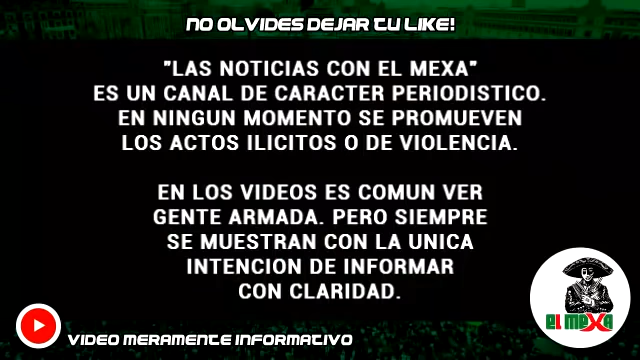 NO OLVIDES DEJAR TU LIKE!
"LAS NOTICIAS CON EL MEXA"
ES UN CANAL DE CARACTER PERIODISTICO.
EN NINGUN MOMENTO SE PROMUEVEN
LOS ACTOS ILICITOS O DE VIOLENCIA.
EN LOS VIDEOS ES COMUN VER
GENTE ARMADA. PERO SIEMPRE
SE MUESTRAN CON LA UNICA
INTENCION DE INFORMAR
CON CLARIDAD.
EL MEXA
VIDEO MERAMENTE INFORMATIVO